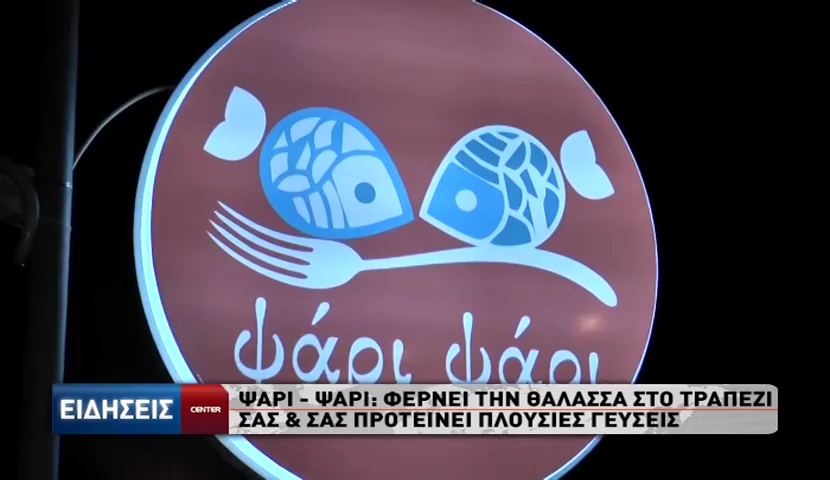 ψάρι ψάρι
ΕΙΔΗΣΕΙΣ
CENTER
ΨΑΡΙ - ΨΑΡΙ: ΦΕΡΝΕΙ ΤΗΝ ΘΑΛΑΣΣΑ ΣΤΟ ΤΡΑΠΕΖΙ
ΣΑΣ & ΣΑΣ ΠΡΟΤΕΙΝΕΙ ΠΛΟΥΣΙΕΣ ΓΕΥΣΕΙΣ